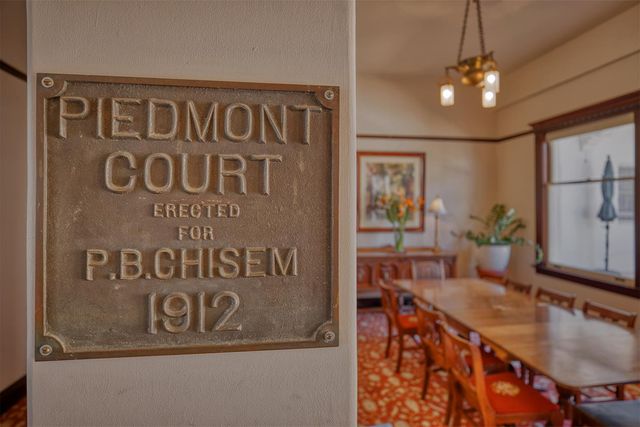 PIEDMONT
COURT
ERECTED
FOR
P.B.CHISEM
1912